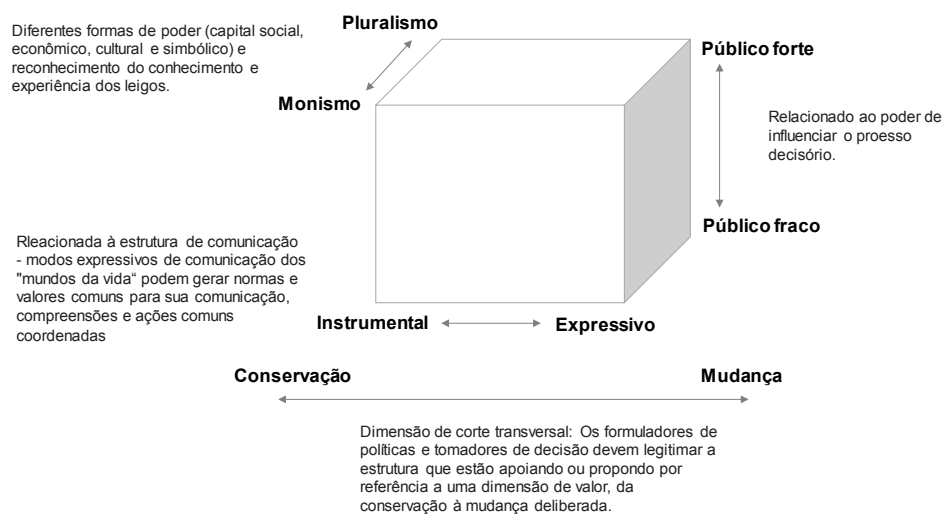 Diferentes formas de poder (capital social,
econômico, cultural e simbólico) e
reconhecimento do conhecimento e
experiência dos leigos.
Pluralismo
Monismo
Público forte
Relacionado ao poder de
influenciar o proesso
decisório.
Público fraco
Rleacionada à estrutura de comunicação
- modos expressivos de comunicação dos
"mundos da vida“ podem gerar normas e
valores comuns para sua comunicação,
compreensões e ações comuns
coordenadas
Instrumental
Expressivo
Conservação
Mudança
Dimensão de corte transversal: Os formuladores de
políticas e tomadores de decisão devem legitimar a
estrutura que estão apoiando ou propondo por
referência a uma dimensão de valor, da
conservação à mudança deliberada.